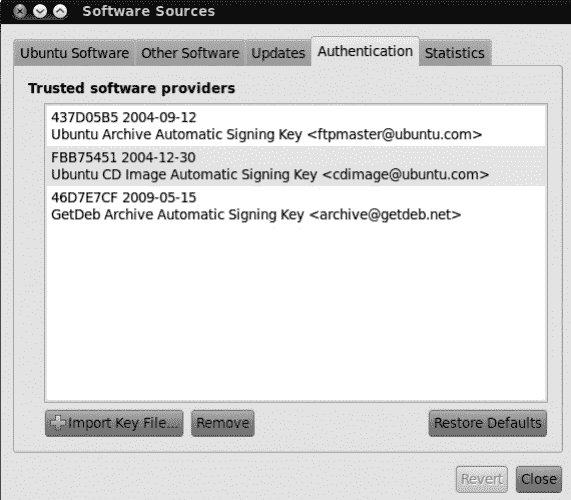 Software Sources
Ubuntu Software Other Software Updates Authentication Statistics
Trusted software providers
437D05B5 2004-09-12
Ubuntu Archive Automatic Signing Key <ftpmaster@ubuntu.com>
FBB75451 2004-12-30
Ubuntu CD Image Automatic Signing Key <cdimage@ubuntu.com>
46D7E7CF 2009-05-15
GetDeb Archive Automatic Signing Key <archive@getdeb.net>
Import Key File... Remove Restore Defaults
Revert Close